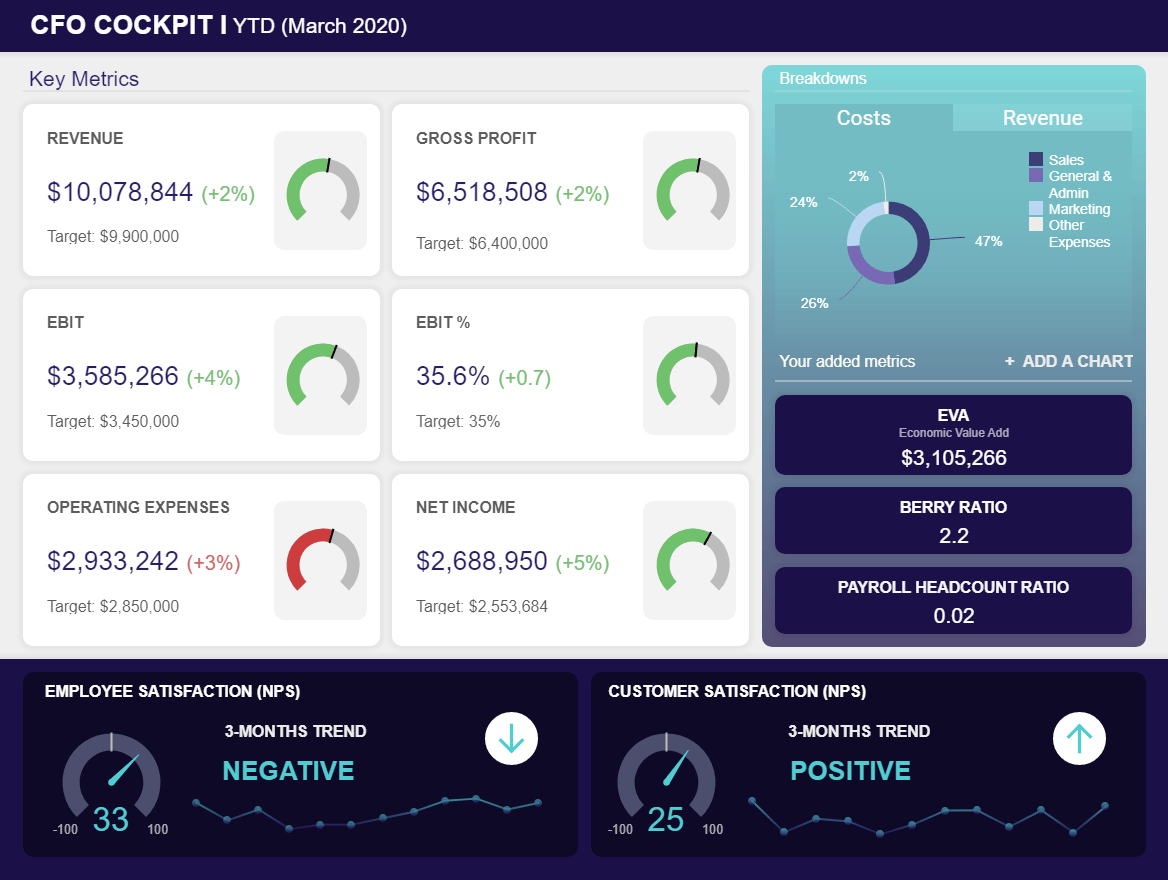 CFO COCKPIT I YTD (March 2020)
Key Metrics
REVENUE
$10,078,844 (+2%)
Target: $9,900,000
GROSS PROFIT
$6,518,508 (+2%)
Target: $6,400,000
EBIT
$3,585,266 (+4%)
Target: $3,450,000
EBIT %
35.6% (+0.7)
Target: 35%
OPERATING EXPENSES
$2,933,242 (+3%)
Target: $2,850,000
NET INCOME
$2,688,950 (+5%)
Target: $2,553,684
Breakdowns
Costs
Revenue
2%
24%
47%
26%
Sales
General &
Admin
Marketing
Other
Expenses
Your added metrics
+ ADD A CHART
EVA
Economic Value Add
$3,105,266
BERRY RATIO
2.2
PAYROLL HEADCOUNT RATIO
0.02
EMPLOYEE SATISFACTION (NPS)
3-MONTHS TREND
NEGATIVE
33
-100
100
CUSTOMER SATISFACTION (NPS)
3-MONTHS TREND
POSITIVE
25
-100
100